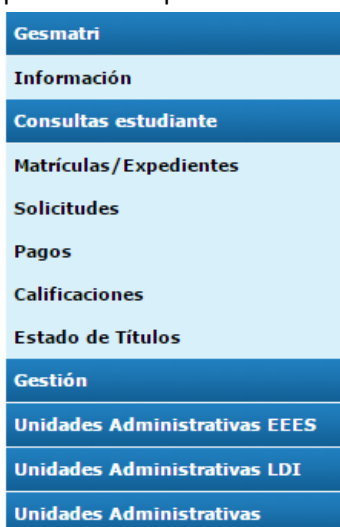 Gesmatri
Información
Consultas estudiante
Matrículas/Expedientes
Solicitudes
Pagos
Calificaciones
Estado de Títulos
Gestión
Unidades Administrativas EEES
Unidades Administrativas LDI
Unidades Administrativas